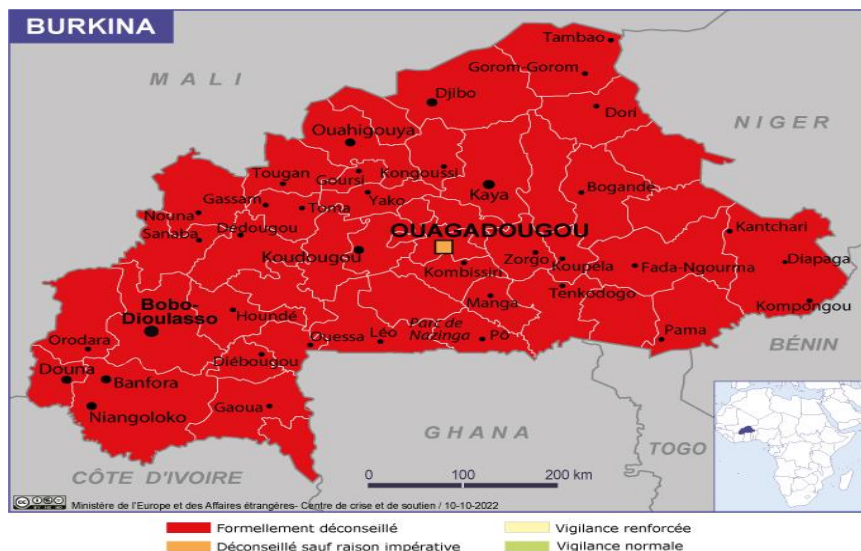 BURKINA
Tambao
Gorom-Gorom
MALI
Djibo
Dori
NIGER
Ouahigouya
Tougan
Goursi
Kongoussi
Kaya
Bogandé
Gassam
Toma
Yako
Nouna
Sanaba
Dédougou
OUAGADOUGOU
Kantchari
Koudougou
Kombissiri
Zorgo
Koupéla
Fada-Ngourma
Diapaga
Bobo-
Dioulasso
Houndé
Manga
Tenkodogo
Kompongou
Orodara
Ouessa
Léo
Parc de
Nazinga
Pô
Pama
BÉNIN
Douna
Diébougou
Banfora
Niangoloko
Gaoua
GHANA
TOGO
CÔTE D'IVOIRE
0 100 200 km
Ministère de l'Europe et des Affaires étrangères- Centre de crise et de soutien / 10-10-2022
Formellement déconseillé
Vigilance renforcée
Déconseillé sauf raison impérative
Vigilance normale